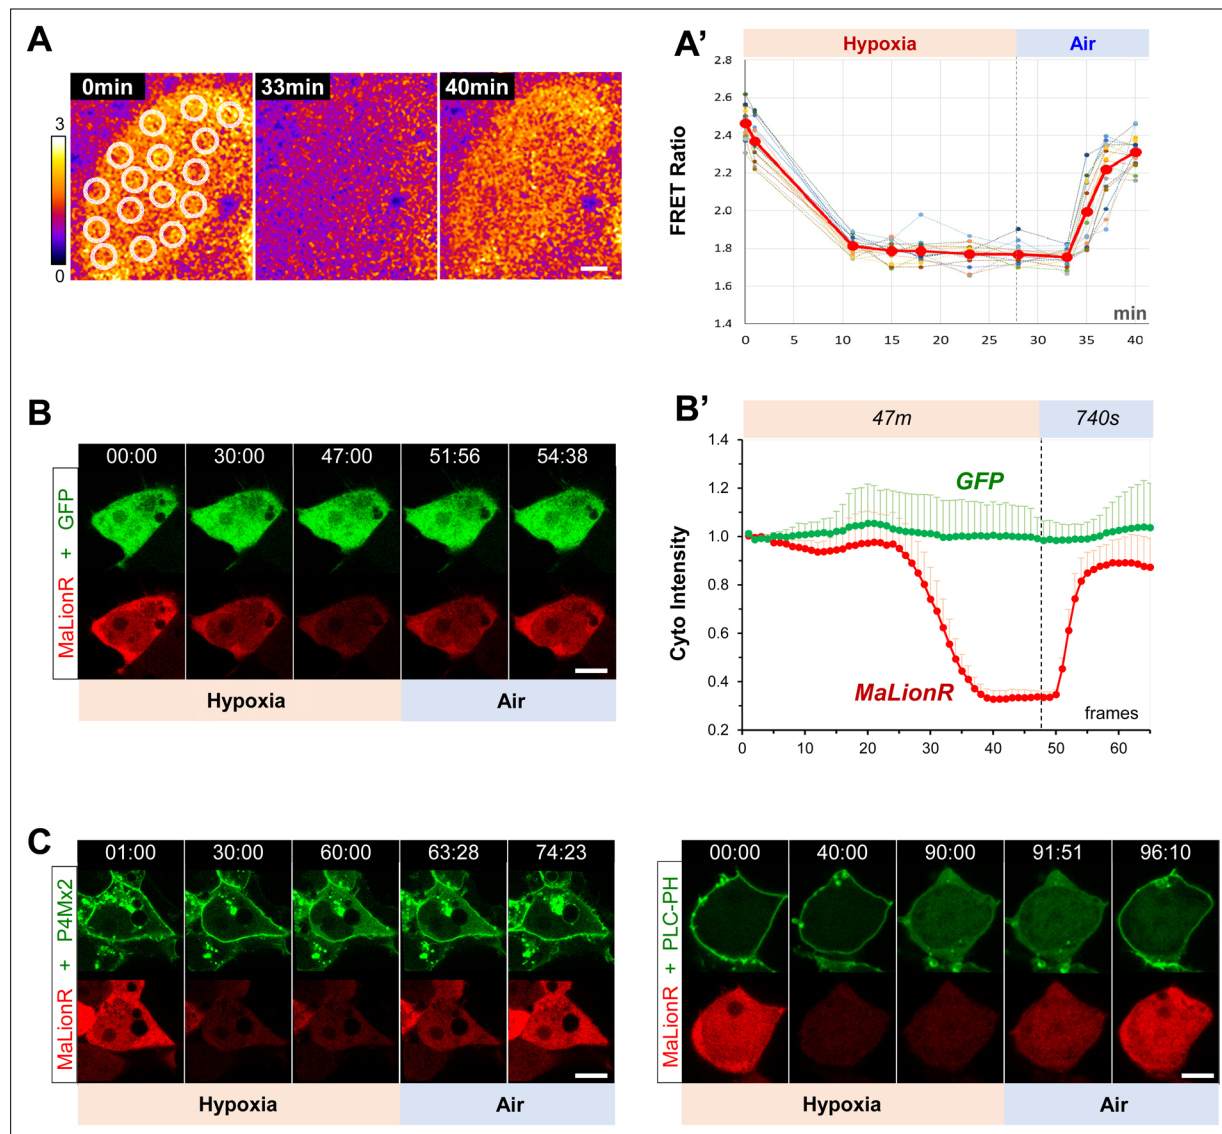 A
0min
33min
40min
3
0
A’
Hypoxia
Air
2.8
2.6
2.4
2.2
2.0
1.8
1.6
1.4
FRET Ratio
min
0
5
10
15
20
25
30
35
40
B
00:00
30:00
47:00
51:56
54:38
MaLionR + GFP
Hypoxia
Air
B’
47m
740s
1.4
1.2
1.0
0.8
0.6
0.4
0.2
Cyto Intensity
GFP
MaLionR
frames
0
10
20
30
40
50
60
C
01:00
30:00
60:00
63:28
74:23
MaLionR + P4Mx2
Hypoxia
Air
00:00
40:00
90:00
91:51
96:10
MaLionR + PLC-PH
Hypoxia
Air